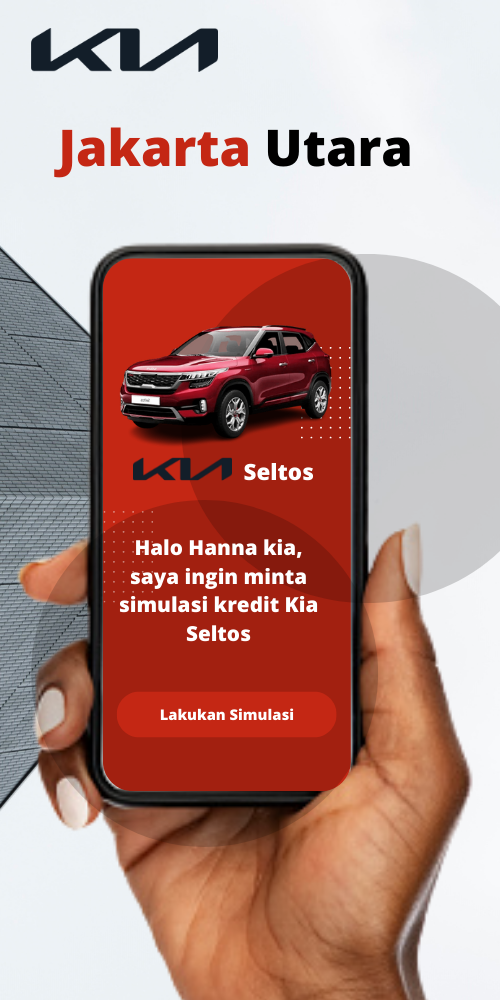 KIA
Jakarta Utara
KIA Seltos
Halo Hanna kia,
saya ingin minta
simulasi kredit Kia
Seltos
Lakukan Simulasi